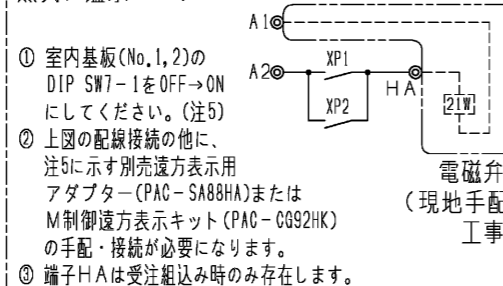 A1
① 室内基板(No.1,2)の
DIP SW7-1をOFF→ON
にしてください。(注5)
A2
XP1
HA
XP2
21W
② 上図の配線接続の他に、
注5に示す別売遠方表示用
アダプター(PAC-SA88HA)または
M制御遠方表示キット(PAC-CG92HK)
の手配・接続が必要になります。
③ 端子HAは受注組込み時のみ存在します。
電磁弁
(現地手配
工事